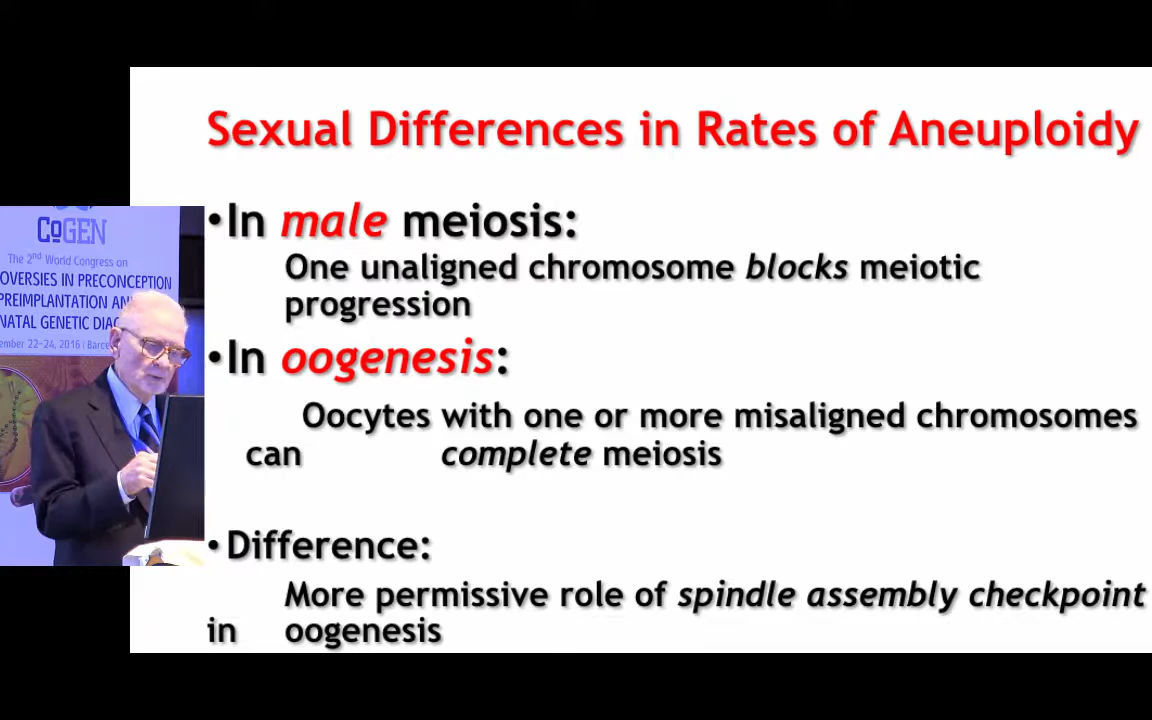 Sexual Differences in Rates of Aneuploidy
•In male meiosis:
One unaligned chromosome blocks meiotic
progression
•In oogenesis:
Oocytes with one or more misaligned chromosomes
can complete meiosis
•Difference:
More permissive role of spindle assembly checkpoint
in oogenesis
CoGEN
The 2nd World Congress on
OVERSIES IN PRECONCEPTION
PREIMPLANTATION AN
NATAL GENETIC DIAG
ember 22-24, 2016 | Barce